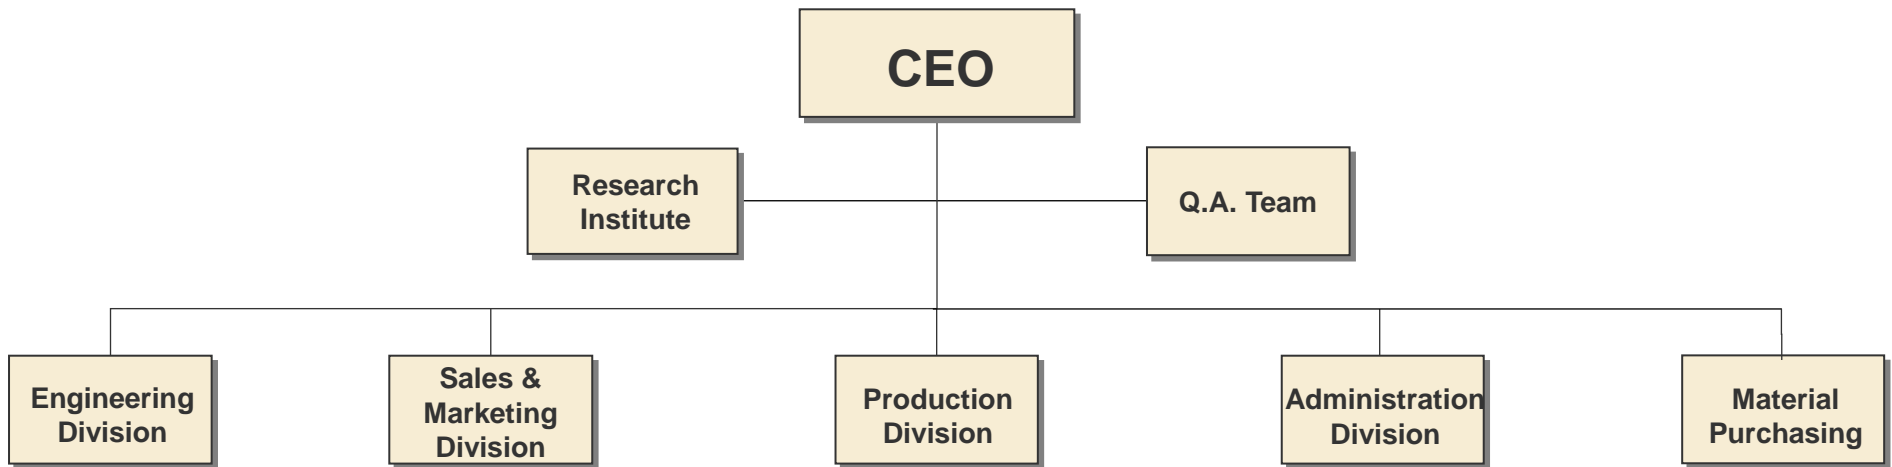 CEO
Research
Institute
Q.A. Team
Engineering
Division
Sales &
Marketing
Division
Production
Division
Administration
Division
Material
Purchasing